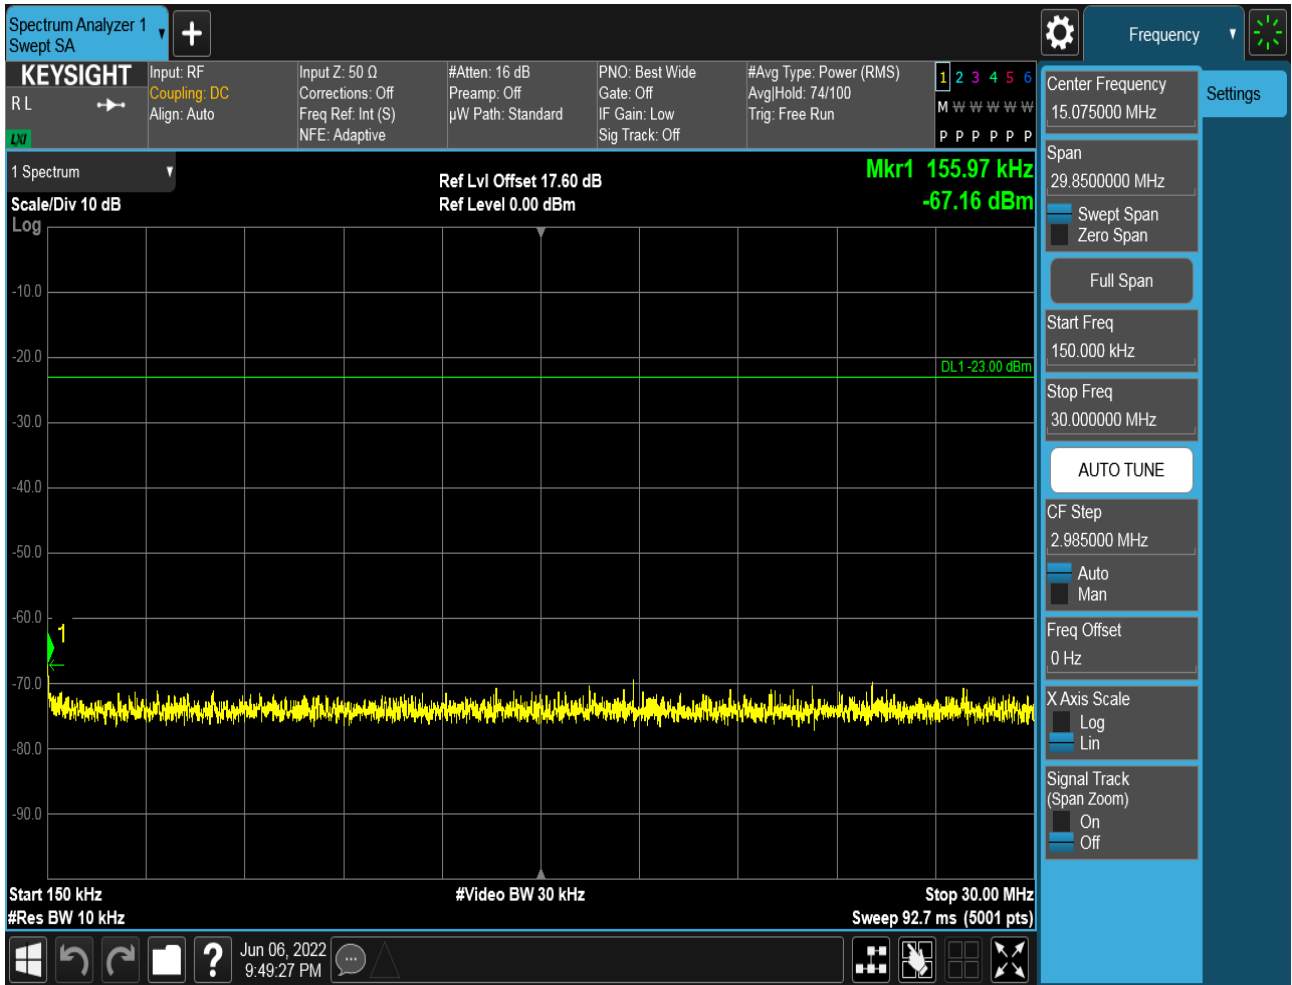 Spectrum Analyzer 1
Swept SA
Frequency
KEYSIGHT
R L
LXI
Input: RF
Coupling: DC
Align: Auto
Input Z: 50 Ω
Corrections: Off
Freq Ref: Int (S)
NFE: Adaptive
#Atten: 16 dB
Preamp: Off
µW Path: Standard
PNO: Best Wide
Gate: Off
IF Gain: Low
Sig Track: Off
#Avg Type: Power (RMS)
Avg|Hold: 74/100
Trig: Free Run
1 2 3 4 5 6
M W W W W W
P P P P P P
1 Spectrum
Scale/Div 10 dB
Log
Ref Lvl Offset 17.60 dB
Ref Level 0.00 dBm
Mkr1 155.97 kHz
-67.16 dBm
-10.0
-20.0
DL1 -23.00 dBm
-30.0
-40.0
-50.0
-60.0
1
-70.0
-80.0
-90.0
Start 150 kHz
#Video BW 30 kHz
Stop 30.00 MHz
#Res BW 10 kHz
Sweep 92.7 ms (5001 pts)
?
Jun 06, 2022
9:49:27 PM
Center Frequency
15.075000 MHz
Settings
Span
29.8500000 MHz
Swept Span
Zero Span
Full Span
Start Freq
150.000 kHz
Stop Freq
30.000000 MHz
AUTO TUNE
CF Step
2.985000 MHz
Auto
Man
Freq Offset
0 Hz
X Axis Scale
Log
Lin
Signal Track
(Span Zoom)
On
Off